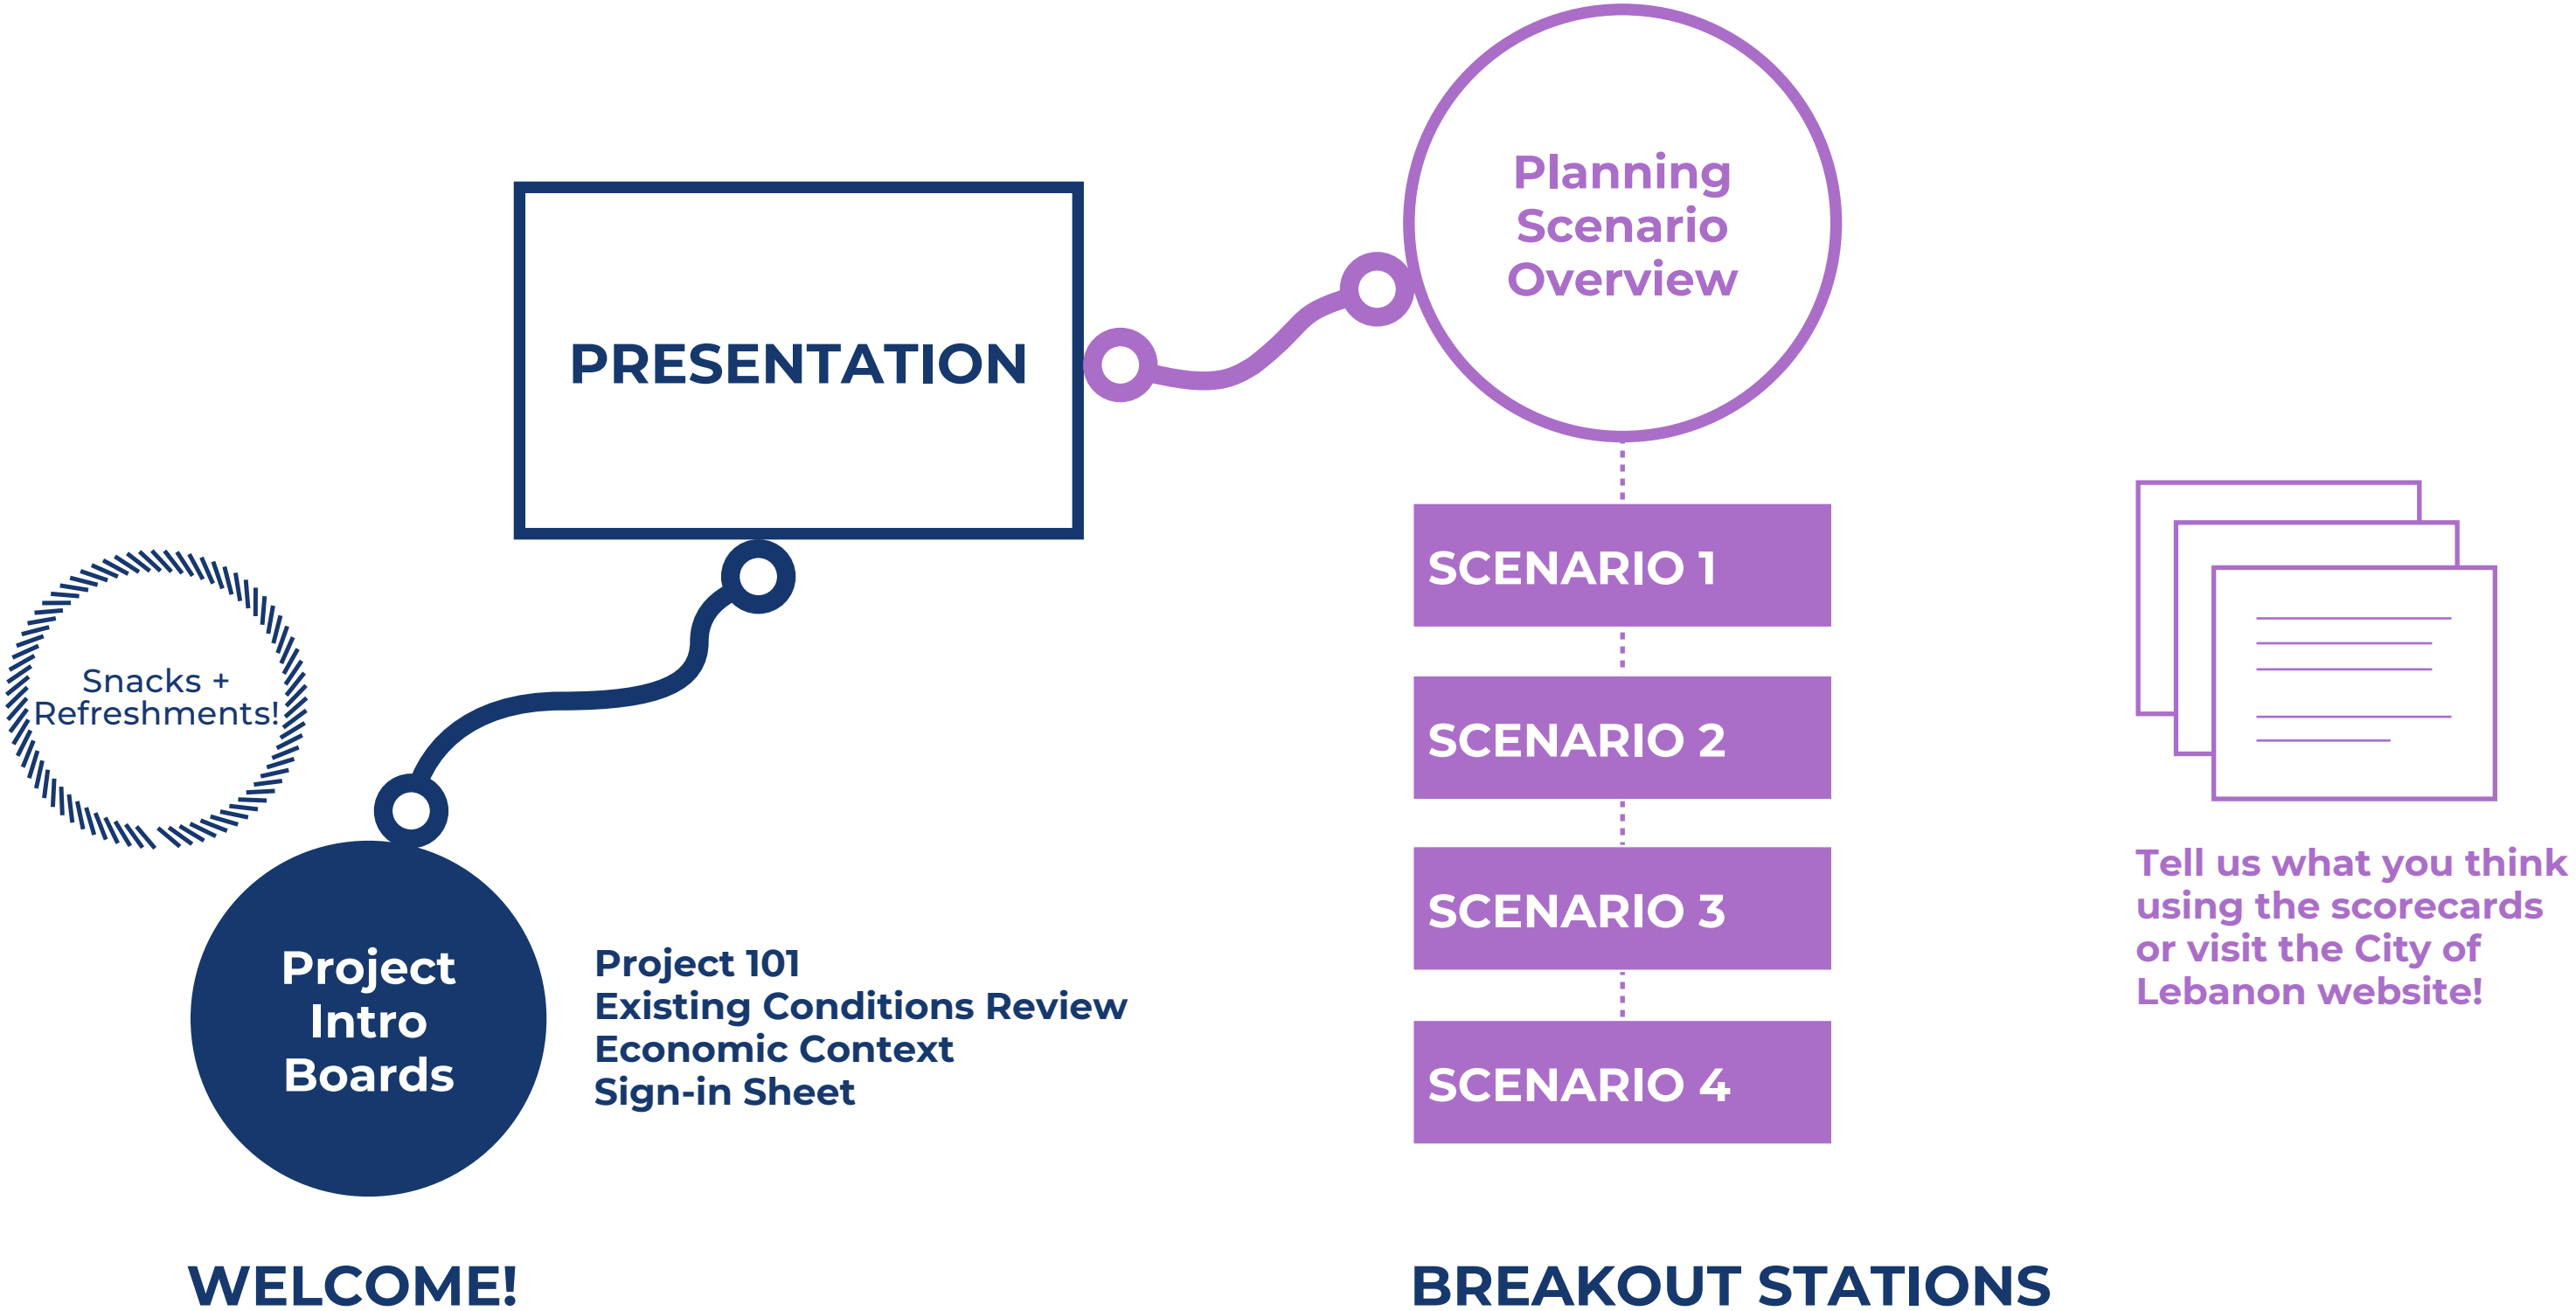 Snacks +
Refreshments!
Project
Intro
Boards
Project 101
Existing Conditions Review
Economic Context
Sign-in Sheet
WELCOME!
PRESENTATION
Planning
Scenario
Overview
SCENARIO 1
SCENARIO 2
SCENARIO 3
SCENARIO 4
BREAKOUT STATIONS
Tell us what you think
using the scorecards
or visit the City of
Lebanon website!